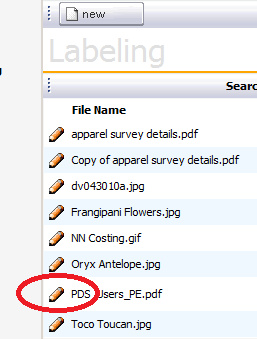 new
Labeling
Searc
File Name
apparel survey details.pdf
Copy of apparel survey details.pdf
dv043010a.jpg
Frangipani Flowers.jpg
NN Costing.gif
Oryx Antelope.jpg
PDS Users_PE.pdf
Toco Toucan.jpg